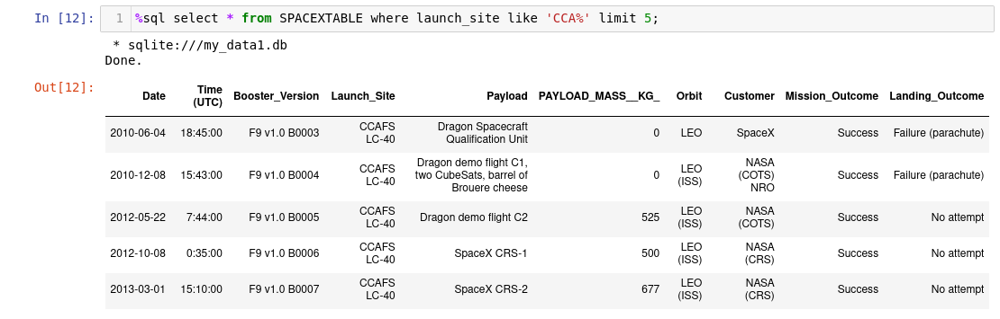 In [12]: 1 %sql select * from SPACEXTABLE where launch_site like 'CCA%' limit 5;
* sqlite:///my_data1.db
Done.
Out[12]:
Date Time (UTC) Booster_Version Launch_Site Payload PAYLOAD_MASS__KG_ Orbit Customer Mission_Outcome Landing_Outcome
2010-06-04 18:45:00 F9 v1.0 B0003 CCAFS LC-40 Dragon Spacecraft Qualification Unit 0 LEO SpaceX Success Failure (parachute)
2010-12-08 15:43:00 F9 v1.0 B0004 CCAFS LC-40 Dragon demo flight C1, two CubeSats, barrel of Brouere cheese 0 LEO (ISS) NASA (COTS) NRO Success Failure (parachute)
2012-05-22 7:44:00 F9 v1.0 B0005 CCAFS LC-40 Dragon demo flight C2 525 LEO (ISS) NASA (COTS) Success No attempt
2012-10-08 0:35:00 F9 v1.0 B0006 CCAFS LC-40 SpaceX CRS-1 500 LEO (ISS) NASA (CRS) Success No attempt
2013-03-01 15:10:00 F9 v1.0 B0007 CCAFS LC-40 SpaceX CRS-2 677 LEO (ISS) NASA (CRS) Success No attempt